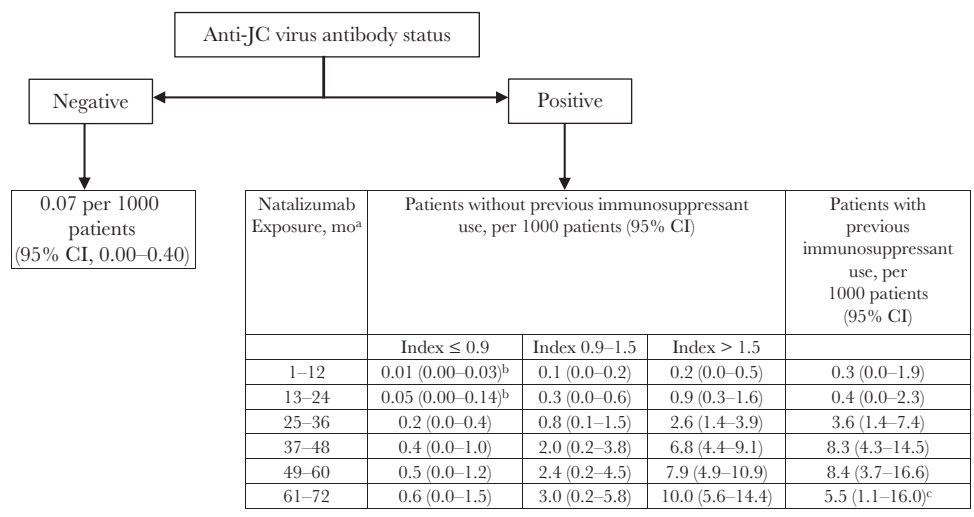 Anti-JC virus antibody status
Negative
Positive
0.07 per 1000
patients
(95% CI, 0.00–0.40)
Natalizumab
Exposure, moᵃ
Patients without previous immunosuppressant
use, per 1000 patients (95% CI)
Patients with
previous
immunosuppressant
use, per
1000 patients
(95% CI)
Index ≤ 0.9 Index 0.9–1.5 Index > 1.5
1–12 0.01 (0.00–0.03)ᵇ 0.1 (0.0–0.2) 0.2 (0.0–0.5) 0.3 (0.0–1.9)
13–24 0.05 (0.00–0.14)ᵇ 0.3 (0.0–0.6) 0.9 (0.3–1.6) 0.4 (0.0–2.3)
25–36 0.2 (0.0–0.4) 0.8 (0.1–1.5) 2.6 (1.4–3.9) 3.6 (1.4–7.4)
37–48 0.4 (0.0–1.0) 2.0 (0.2–3.8) 6.8 (4.4–9.1) 8.3 (4.3–14.5)
49–60 0.5 (0.0–1.2) 2.4 (0.2–4.5) 7.9 (4.9–10.9) 8.4 (3.7–16.6)
61–72 0.6 (0.0–1.5) 3.0 (0.2–5.8) 10.0 (5.6–14.4) 5.5 (1.1–16.0)ᶜ